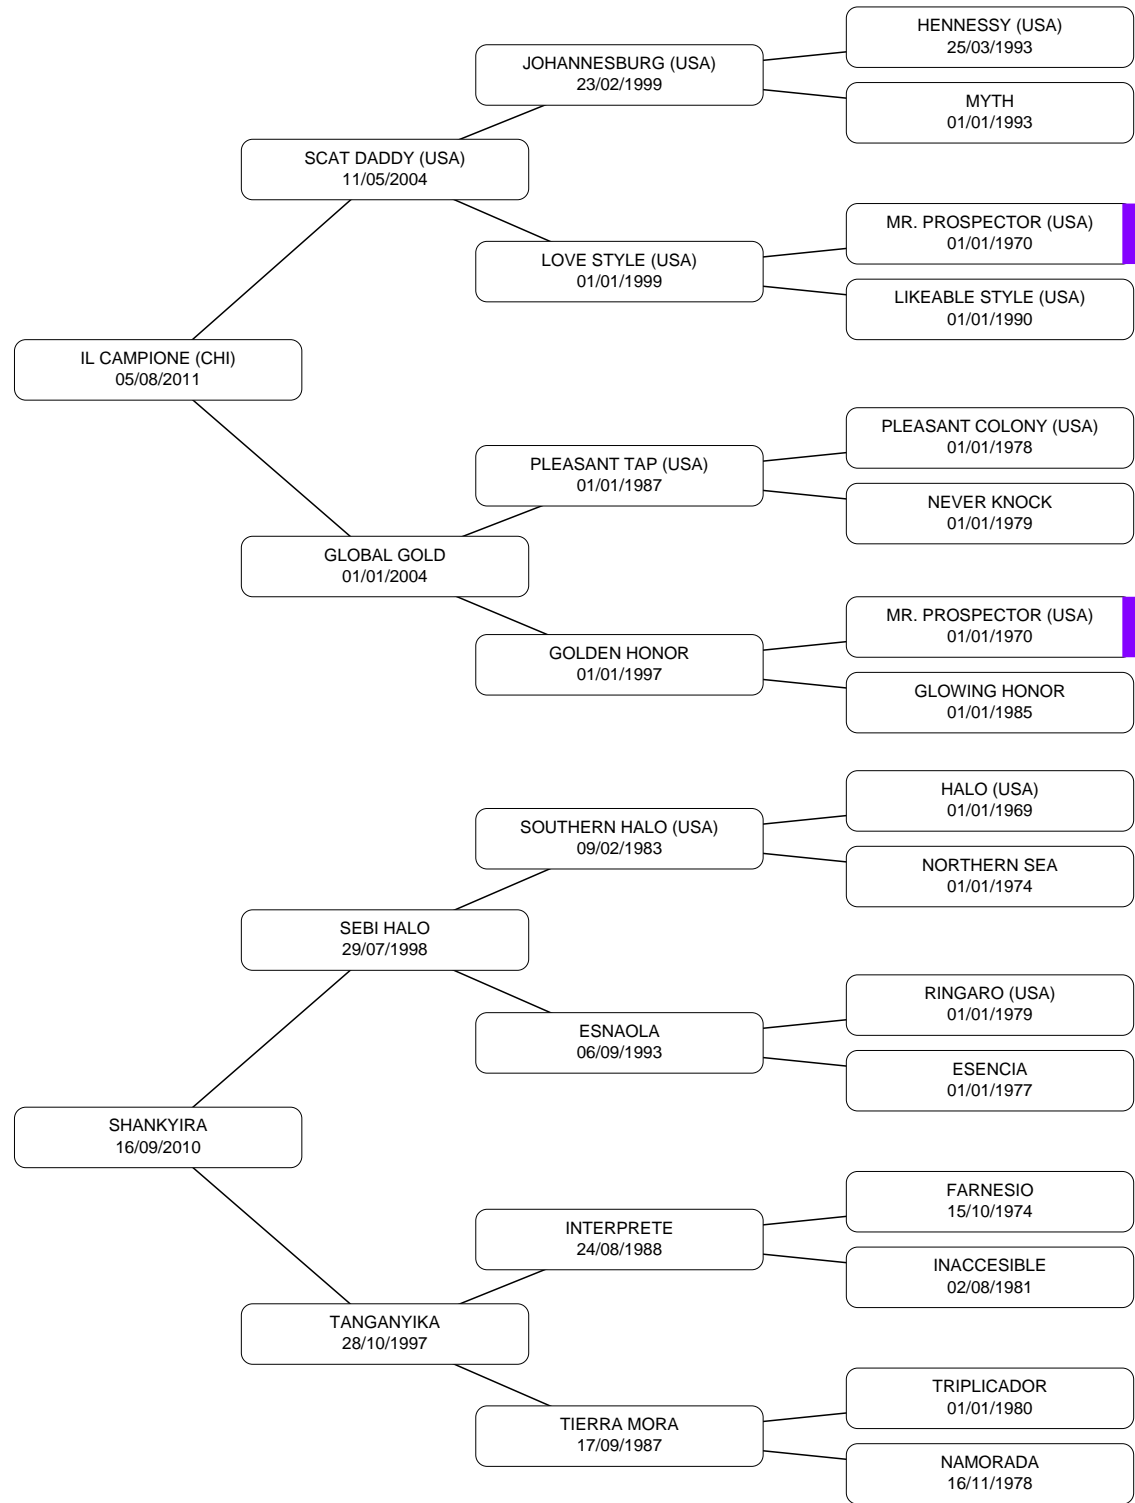 HENNESSY (USA)
25/03/1993
JOHANNESBURG (USA)
23/02/1999
MYTH
01/01/1993
SCAT DADDY (USA)
11/05/2004
MR. PROSPECTOR (USA)
01/01/1970
LOVE STYLE (USA)
01/01/1999
LIKEABLE STYLE (USA)
01/01/1990
IL CAMPIONE (CHI)
05/08/2011
PLEASANT COLONY (USA)
01/01/1978
PLEASANT TAP (USA)
01/01/1987
NEVER KNOCK
01/01/1979
GLOBAL GOLD
01/01/2004
MR. PROSPECTOR (USA)
01/01/1970
GOLDEN HONOR
01/01/1997
GLOWING HONOR
01/01/1985
HALO (USA)
01/01/1969
SOUTHERN HALO (USA)
09/02/1983
NORTHERN SEA
01/01/1974
SEBI HALO
29/07/1998
RINGARO (USA)
01/01/1979
ESNAOLA
06/09/1993
ESENCIA
01/01/1977
SHANKYIRA
16/09/2010
FARNESIO
15/10/1974
INTERPRETE
24/08/1988
INACCESIBLE
02/08/1981
TANGANYIKA
28/10/1997
TRIPLICADOR
01/01/1980
TIERRA MORA
17/09/1987
NAMORADA
16/11/1978